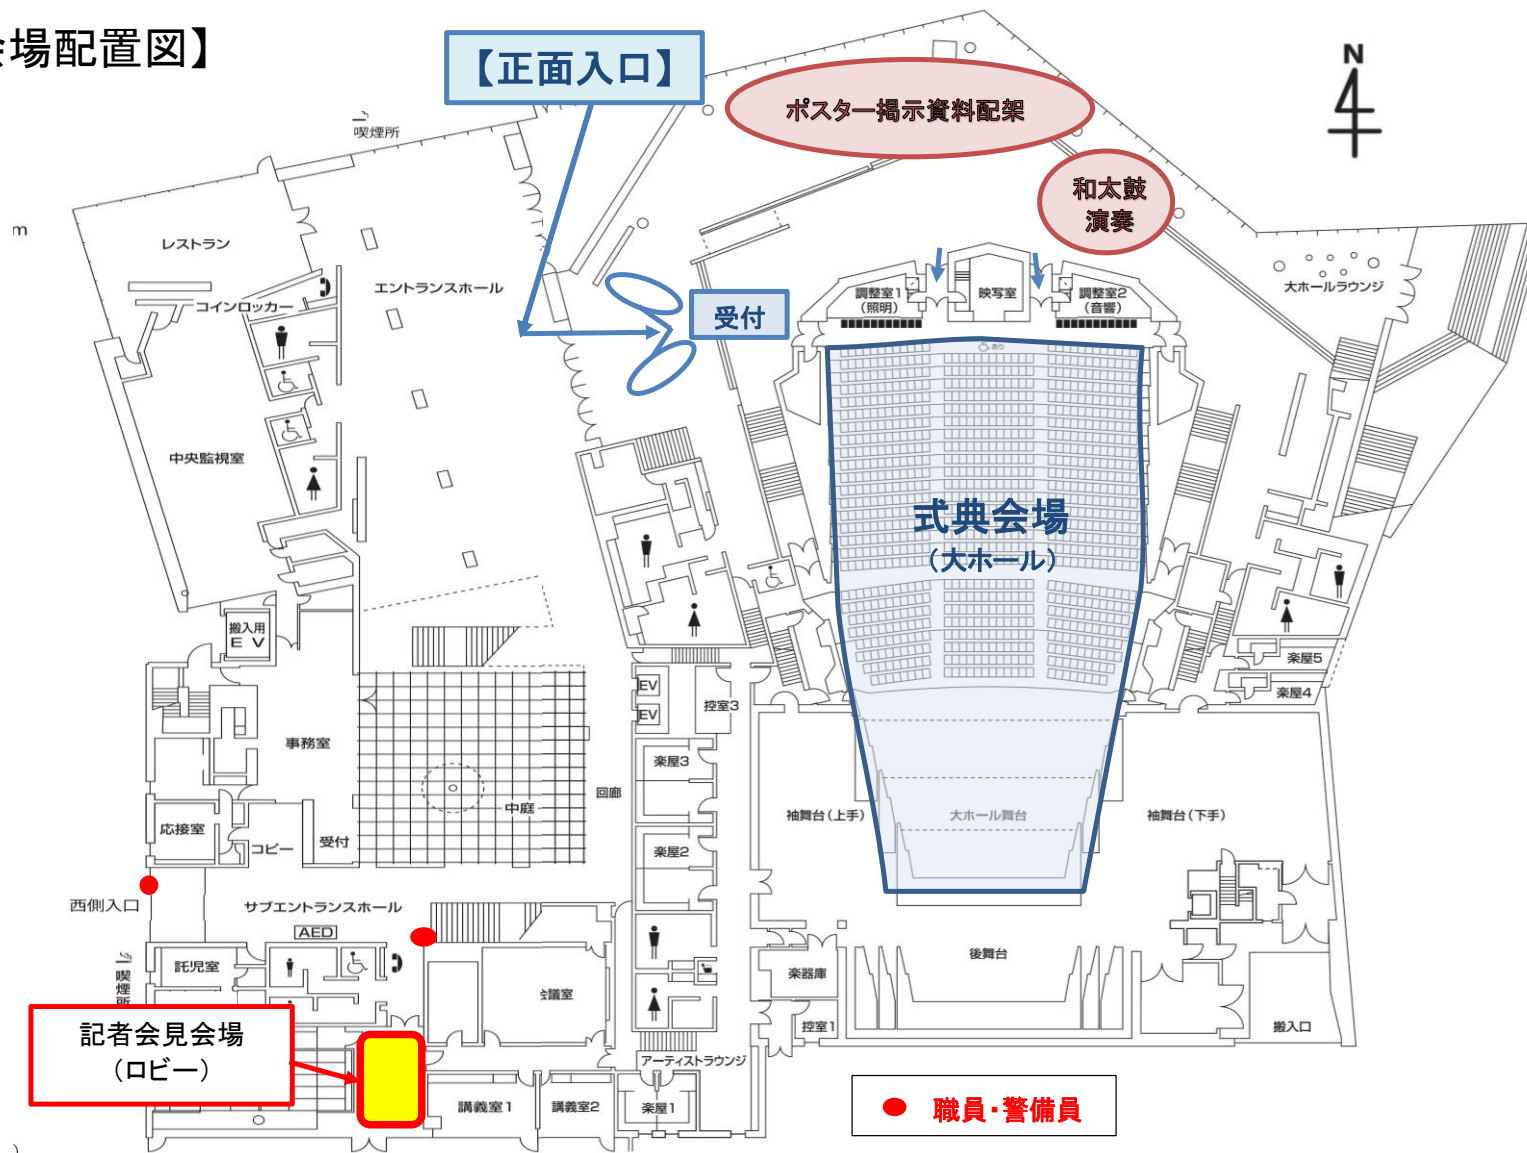 会場配置図】
【正面入口】
ポスター掲示資料配架
N
喫煙所
和太鼓
演奏
m
レストラン
コインロッカー
エントランスホール
受付
調整室1
(照明)
映写室
調整室2
(音響)
大ホールラウンジ
あり
中央監視室
式典会場
(大ホール)
搬入用
EV
楽屋5
楽屋4
EV
EV
控室3
事務室
楽屋3
中庭
回廊
袖舞台(上手)
大ホール舞台
袖舞台(下手)
応接室
コピー
受付
楽屋2
西側入口
サブエントランスホール
AED
託児室
喫煙所
会議室
楽器庫
後舞台
控室1
搬入口
記者会見会場
(ロビー)
アーティストラウンジ
講義室1
講義室2
楽屋1
職員・警備員